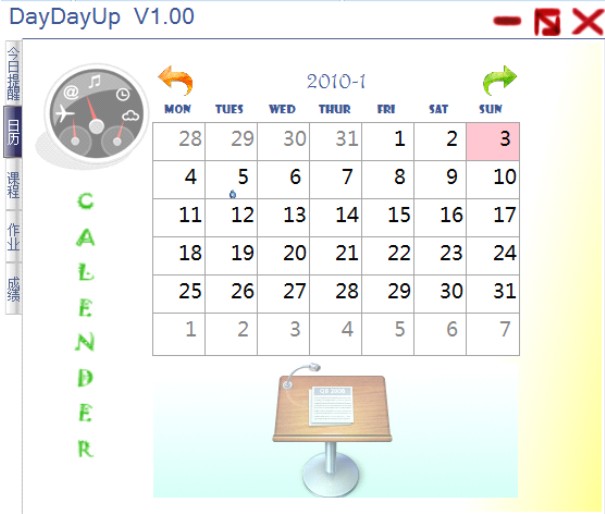 DayDayUp V1.00
今日提醒
日历
课程
作业
成绩
CALENDER
2010-1
MON TUES WED THUR FRI SAT SUN
28 29 30 31 1 2 3
4 5 6 7 8 9 10
11 12 13 14 15 16 17
18 19 20 21 22 23 24
25 26 27 28 29 30 31
1 2 3 4 5 6 7